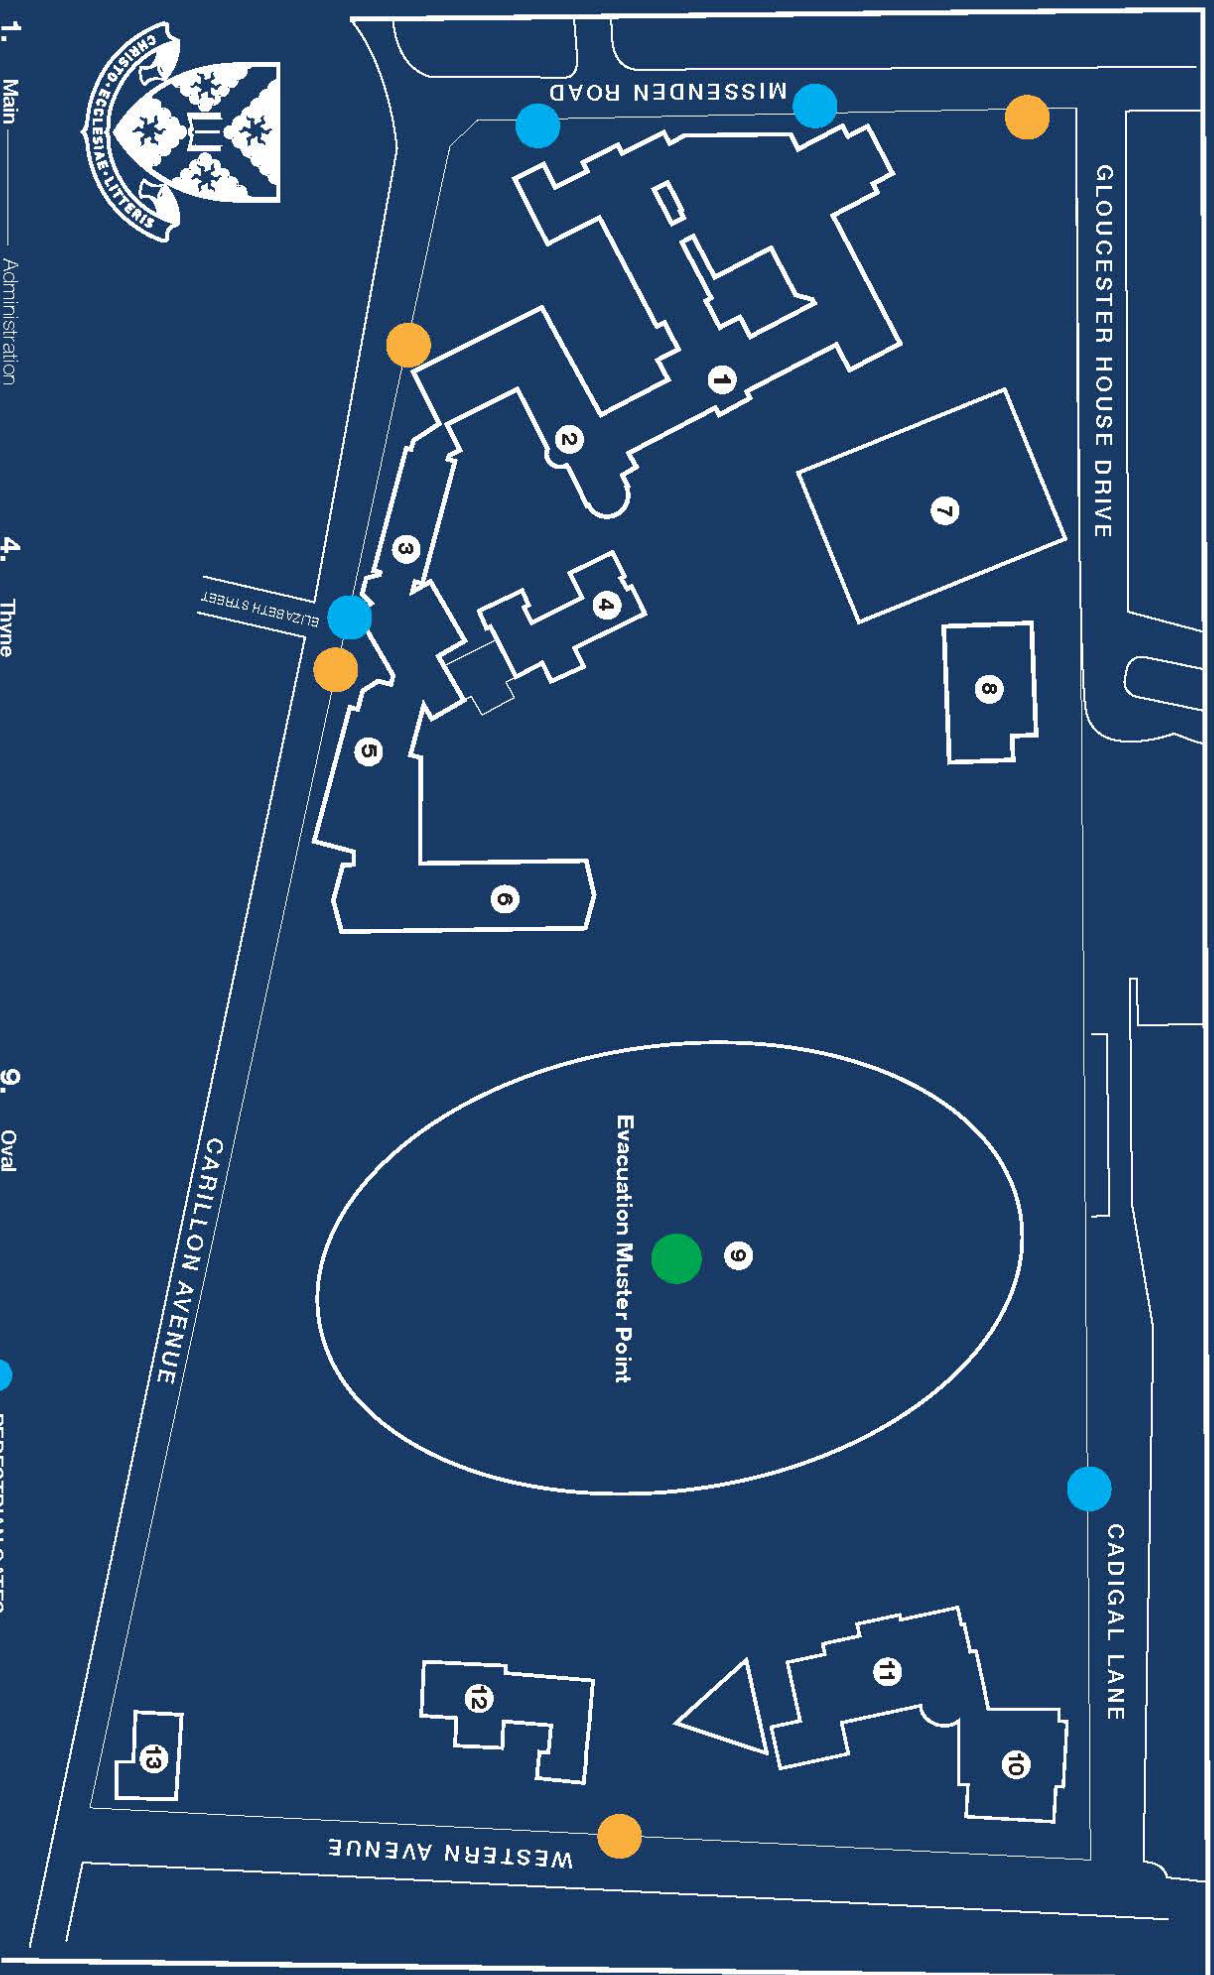 GLOUCESTER HOUSE DRIVE
CADIGAL LANE
MISSENDEN ROAD
7
8
10
11
1
2
4
9
Evacuation Muster Point
12
WESTERN AVENUE
3
5
6
ELIZABETH STREET
CARILLON AVENUE
13
CHRISTO·ECCLESIAE·LITTERIS
1. Main Administration
4. Thyne
9. Oval